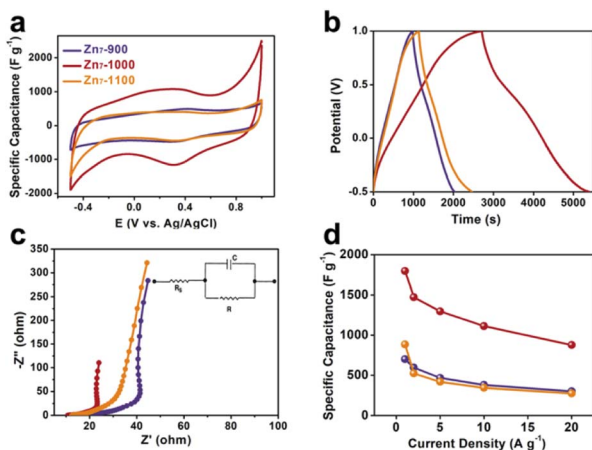 a
Specific Capacitance (F g⁻¹)
2000
1000
0
-1000
-2000
Zn₇-900
Zn₇-1000
Zn₇-1100
-0.4 0.0 0.4 0.8
E (V vs. Ag/AgCl)
b
Potential (V)
1.0
0.5
0.0
-0.5
0 1000 2000 3000 4000 5000
Time (s)
c
-Z'' (ohm)
350
300
250
200
150
100
50
0
20 40 60 80 100
Z' (ohm)
C
Rs
R
d
Specific Capacitance (F g⁻¹)
2000
1500
1000
500
0
0 5 10 15 20
Current Density (A g⁻¹)